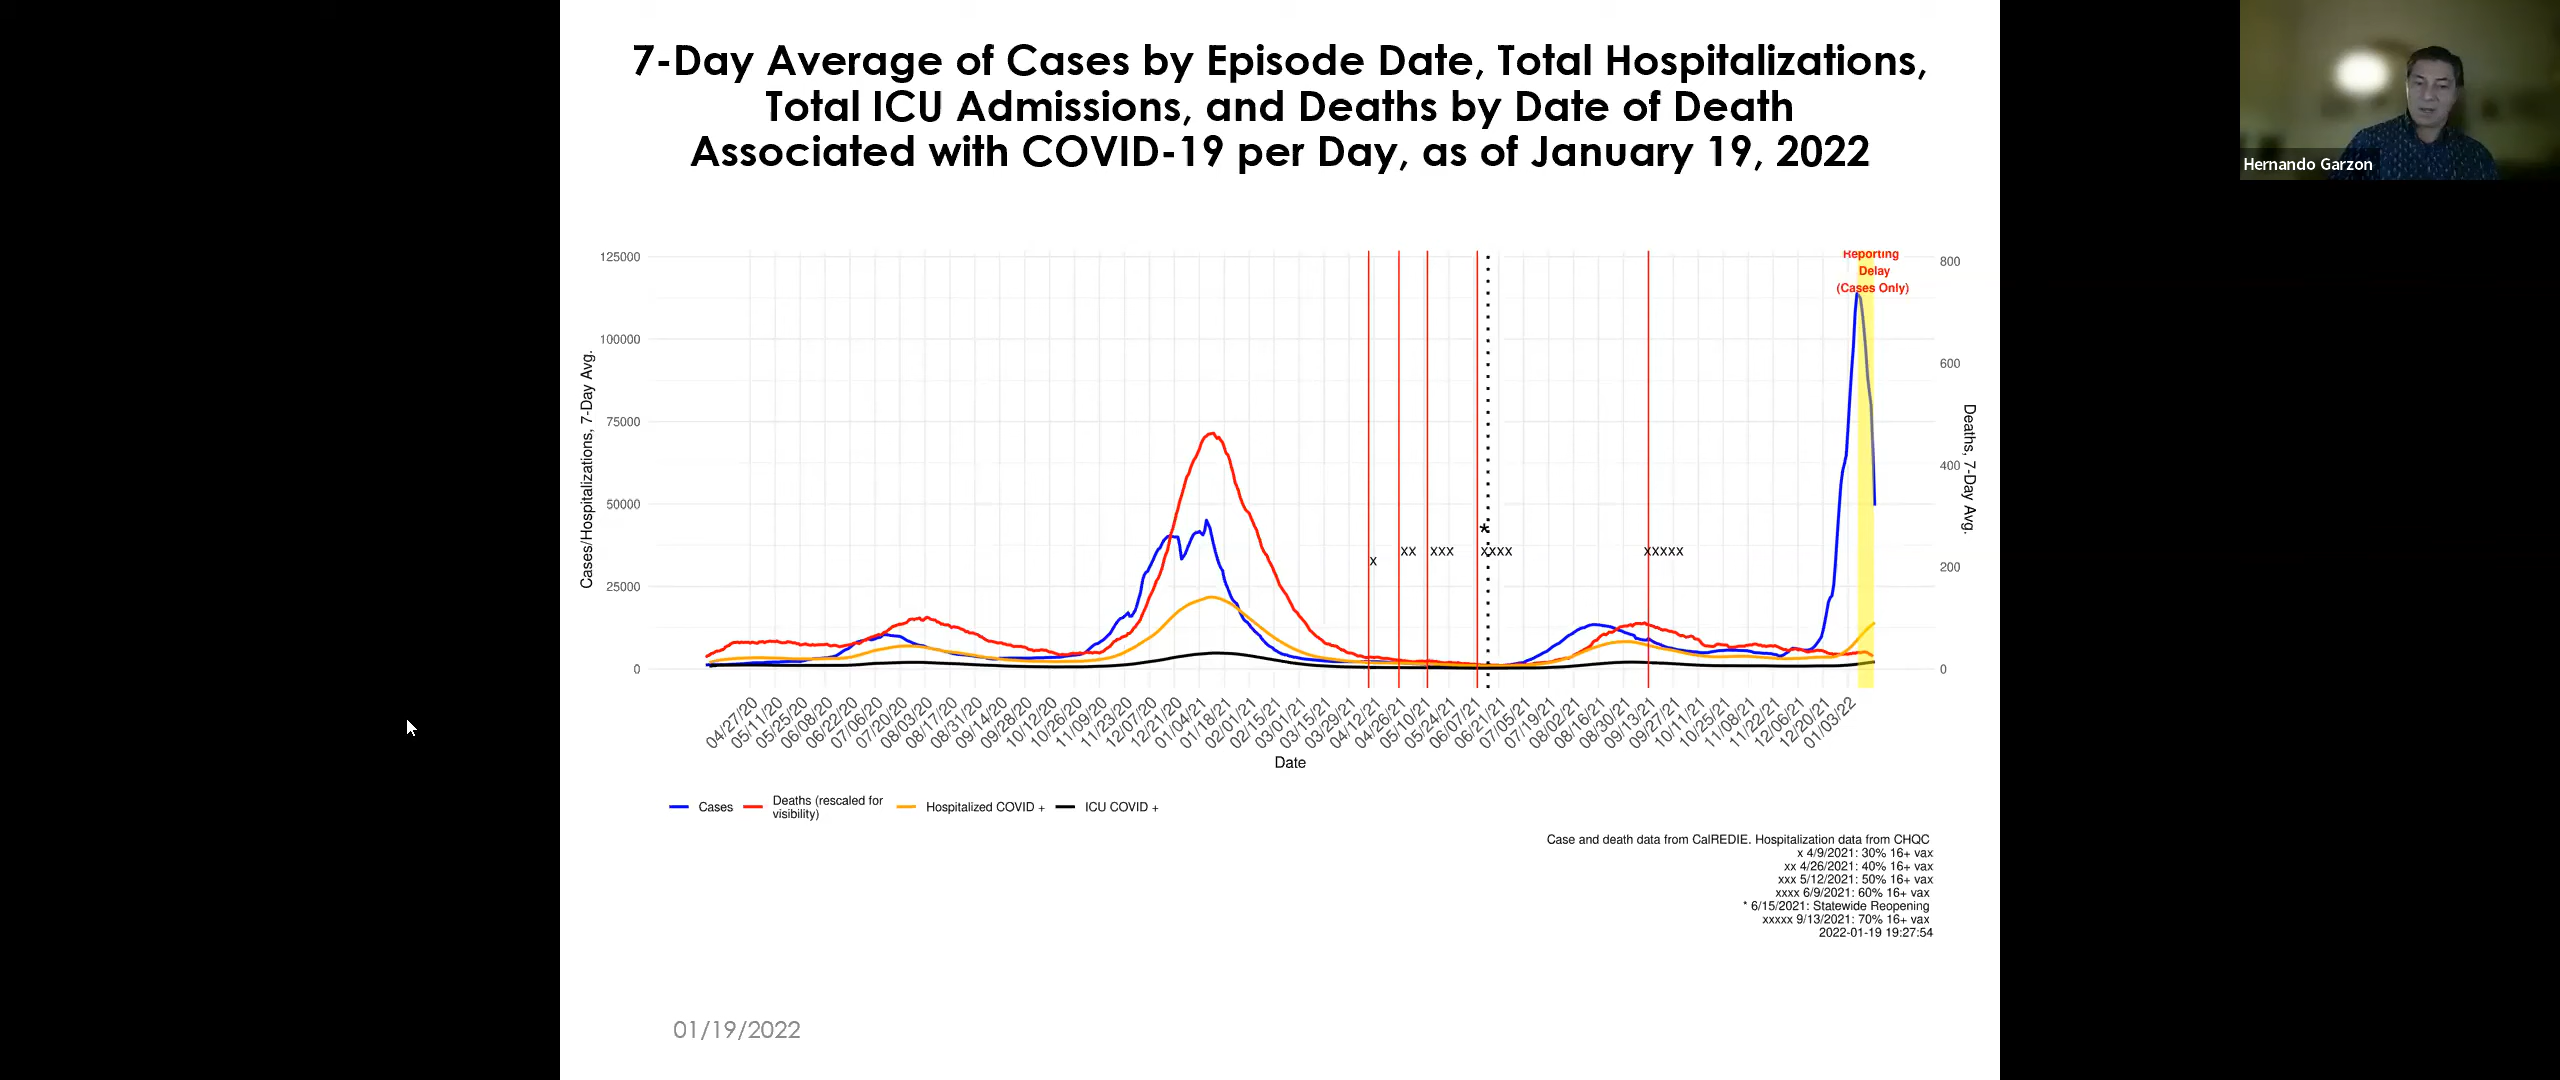 7-Day Average of Cases by Episode Date, Total Hospitalizations,
Total ICU Admissions, and Deaths by Date of Death
Associated with COVID-19 per Day, as of January 19, 2022
Hernando Garzon
Reporting
Delay
(Cases Only)
125000
100000
75000
50000
25000
0
Cases/Hospitalizations, 7-Day Avg.
800
600
400
200
0
Deaths, 7-Day Avg.
*
x
xx
xxx
xxxx
xxxxx
04/27/20
05/11/20
05/25/20
06/08/20
06/22/20
07/06/20
07/20/20
08/03/20
08/17/20
08/31/20
09/14/20
09/28/20
10/12/20
10/26/20
11/09/20
11/23/20
12/07/20
12/21/20
01/04/21
01/18/21
02/01/21
02/15/21
03/01/21
03/15/21
03/29/21
04/12/21
04/26/21
05/10/21
05/24/21
06/07/21
06/21/21
07/05/21
07/19/21
08/02/21
08/16/21
08/30/21
09/13/21
09/27/21
10/11/21
10/25/21
11/08/21
11/22/21
12/06/21
12/20/21
01/03/22
Date
Cases
Deaths (rescaled for
visibility)
Hospitalized COVID +
ICU COVID +
Case and death data from CalREDIE. Hospitalization data from CHQC
x 4/9/2021: 30% 16+ vax
xx 4/26/2021: 40% 16+ vax
xxx 5/12/2021: 50% 16+ vax
xxxx 6/9/2021: 60% 16+ vax
* 6/15/2021: Statewide Reopening
xxxxx 9/13/2021: 70% 16+ vax
2022-01-19 19:27:54
01/19/2022